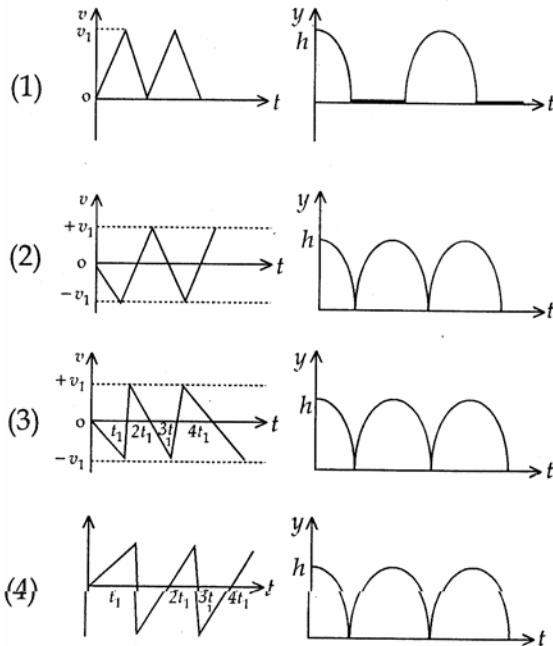 v y
v₁ h
(1)
o t t
v y
+v₁
(2) o t h
−v₁ t
v y
+v₁
(3) o t₁ 2t₁ 3t₁ 4t₁ t h
−v₁ t
y
(4) t₁ 2t₁ 3t₁ 4t₁ t h
t